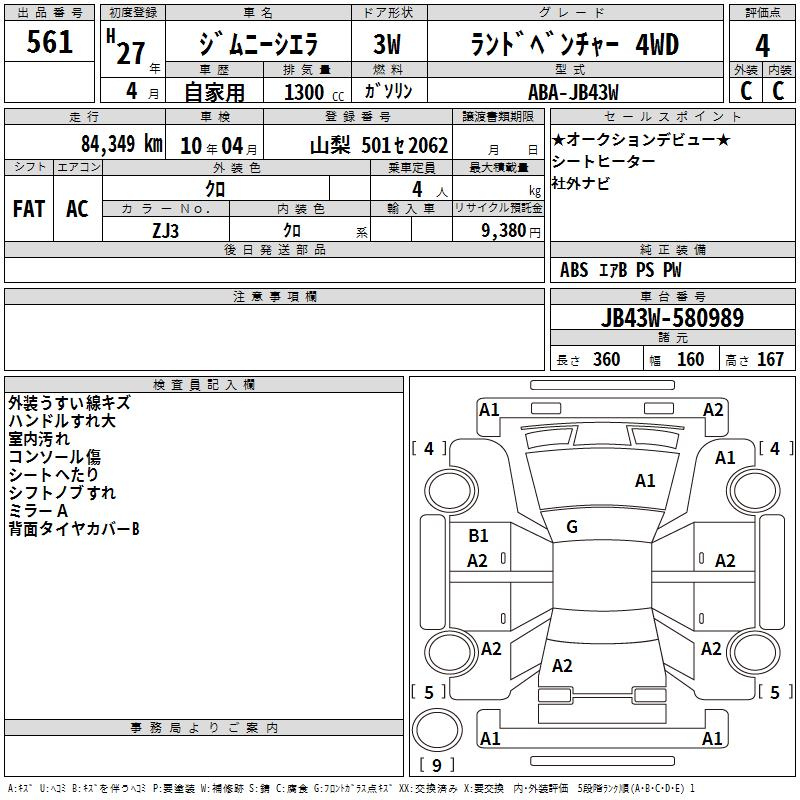 出品番号
561
初度登録
H 27 年
4 月
車名
ｼﾞﾑﾆｰｼｴﾗ
ドア形状
3W
グレード
ﾗﾝﾄﾞﾍﾞﾝﾁｬｰ 4WD
評価点
4
車歴
自家用
排気量
1300 CC
燃料
ｶﾞｿﾘﾝ
型式
ABA-JB43W
外装 内装
C C
走行
84,349 km
車検
10 年 04 月
登録番号
山梨 501 ｾ 2062
譲渡書類期限
月 日
セールスポイント
★オークションデビュー★
シートヒーター
社外ナビ
シフト
FAT
エアコン
AC
外装色
ｸﾛ
乗車定員
4 人
最大積載量
kg
カラーNo.
ZJ3
内装色
ｸﾛ 系
輸入車
リサイクル預託金
9,380 円
後日発送部品
純正装備
ABS ｴｱB PS PW
注意事項欄
車台番号
JB43W-580989
諸元
長さ 360 幅 160 高さ 167
検査員記入欄
外装うすい線キズ
ハンドルすれ大
室内汚れ
コンソール傷
シートへたり
シフトノブすれ
ミラーA
背面タイヤカバーB
事務局よりご案内
A1 A2
[ 4 ] [ 4 ]
A1
A1
G
B1
A2 A2
A2 A2
A2
[ 5 ] [ 5 ]
A1 A1
[ 9 ]
A:ｷｽﾞ U:ﾍｺﾐ B:ｷｽﾞを伴うﾍｺﾐ P:要塗装 W:補修跡 S:錆 C:腐食 G:ﾌﾛﾝﾄｶﾞﾗｽ点ｷｽﾞ XX:交換済み X:要交換 内･外装評価 5段階ﾗﾝｸ順(A･B･C･D･E) 1